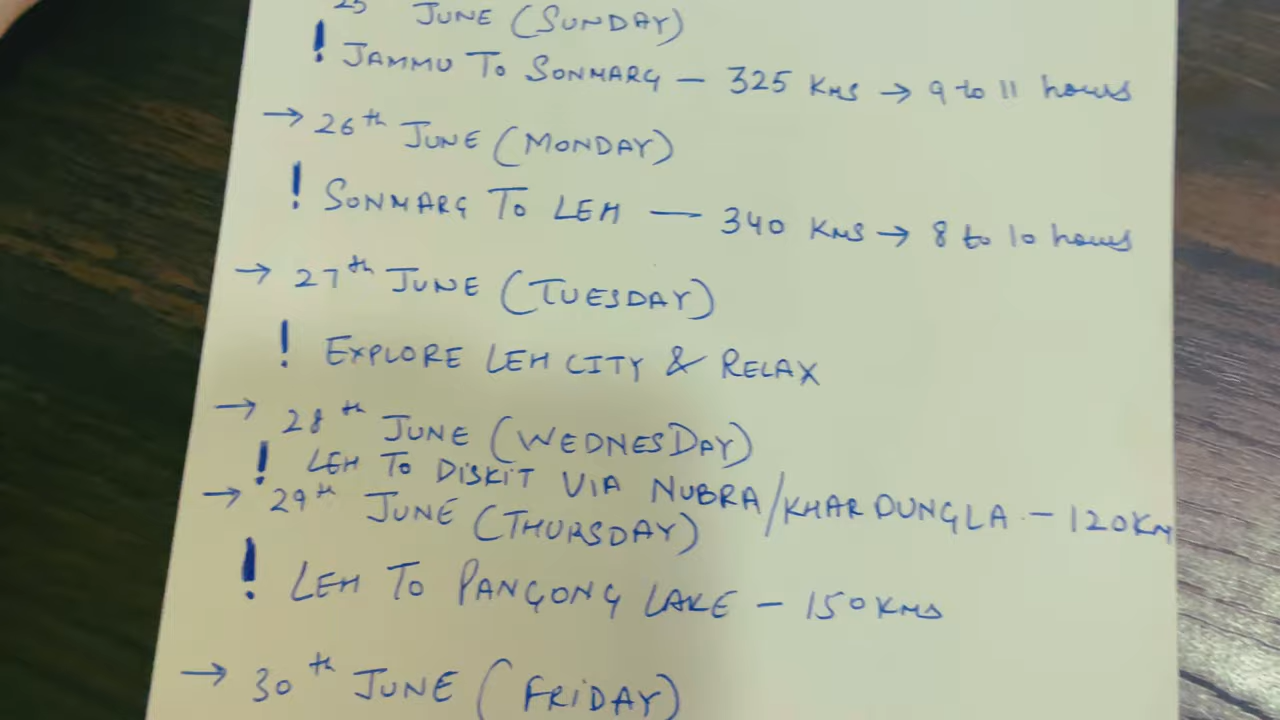 25 JUNE (SUNDAY)
! JAMMU TO SONMARG — 325 KMS → 9 to 11 hours
→ 26th JUNE (MONDAY)
! SONMARG TO LEH — 340 KMS → 8 to 10 hours
→ 27th JUNE (TUESDAY)
! EXPLORE LEH CITY & RELAX
→ 28th JUNE (WEDNESDAY)
! LEH TO DISKIT VIA NUBRA/KHARDUNGLA - 120KM
→ 29th JUNE (THURSDAY)
! LEH TO PANGONG LAKE - 150KMS
→ 30th JUNE (FRIDAY)